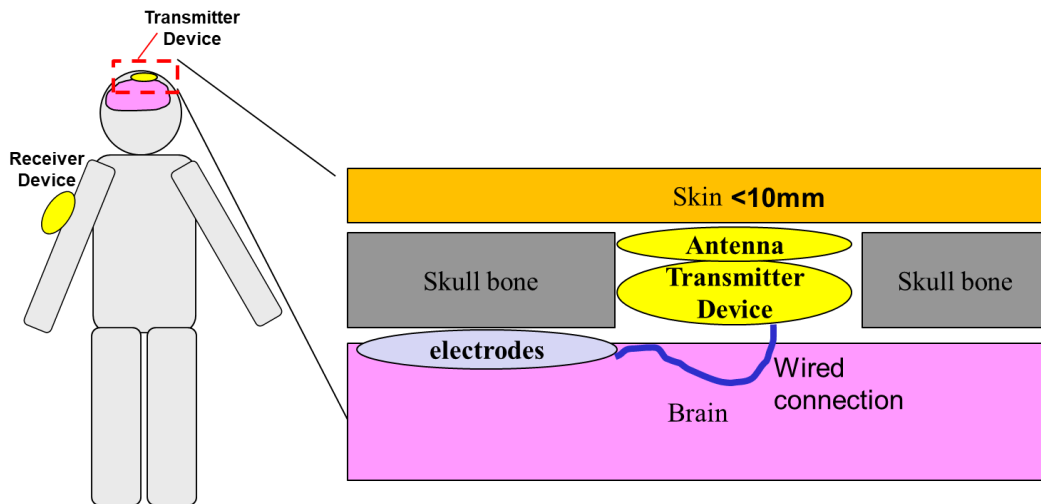 Transmitter
Device
Receiver
Device
Skin <10mm
Antenna
Skull bone
Transmitter
Device
Skull bone
electrodes
Wired
connection
Brain